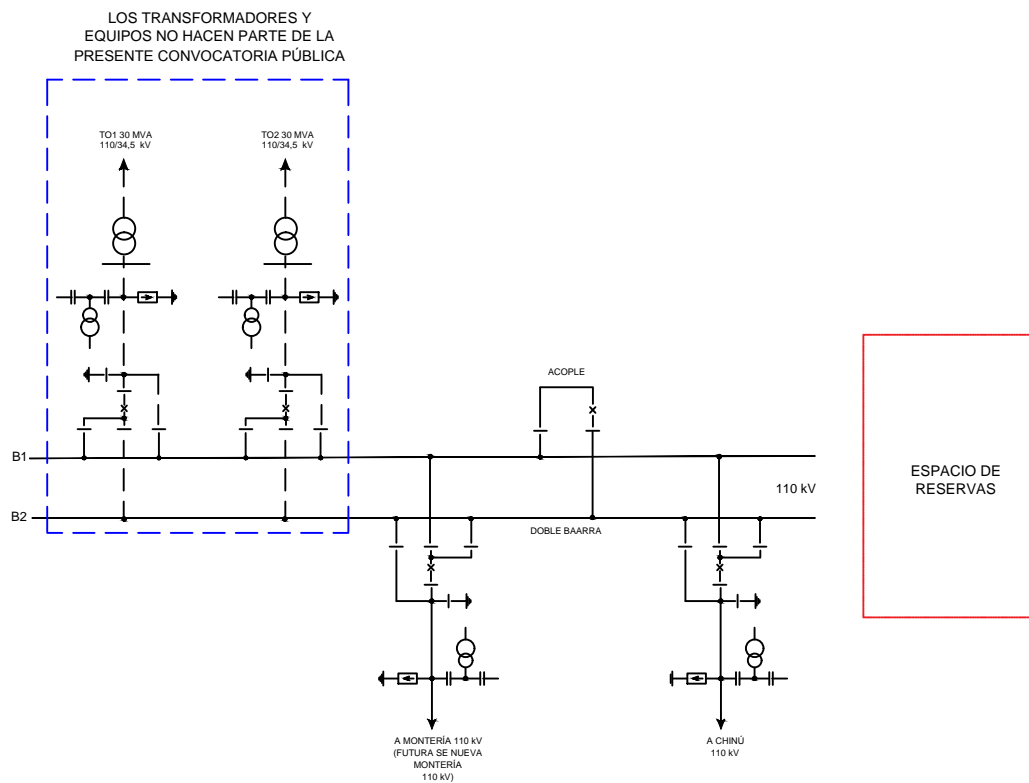 LOS TRANSFORMADORES Y
EQUIPOS NO HACEN PARTE DE LA
PRESENTE CONVOCATORIA PÚBLICA
TO1 30 MVA
110/34,5 kV
TO2 30 MVA
110/34,5 kV
ACOPLE
B1
110 kV
ESPACIO DE
RESERVAS
B2
DOBLE BAARRA
A MONTERÍA 110 kV
(FUTURA SE NUEVA
MONTERÍA
110 kV)
A CHINÚ
110 kV